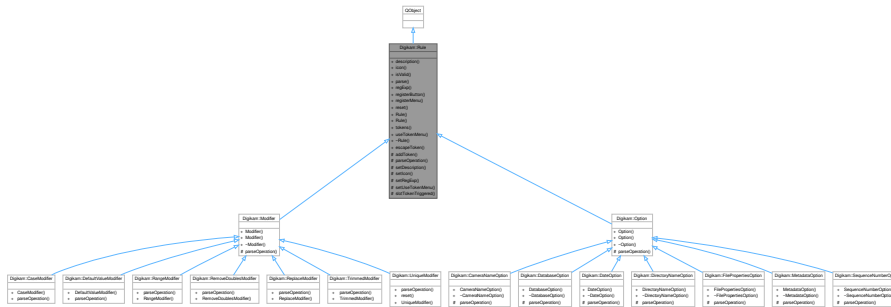 QObject
Digikam::Rule
+ description()
+ icon()
+ isValid()
+ parse()
+ regExp()
+ registerButton()
+ registerMenu()
+ reset()
+ Rule()
+ Rule()
+ tokens()
+ useTokenMenu()
+ ~Rule()
+ escapeToken()
# addToken()
# parseOperation()
# setDescription()
# setIcon()
# setRegExp()
# setUseTokenMenu()
# slotTokenTriggered()
Digikam::Modifier
+ Modifier()
+ Modifier()
+ ~Modifier()
# parseOperation()
Digikam::Option
+ Option()
+ Option()
+ ~Option()
# parseOperation()
Digikam::CaseModifier
+ CaseModifier()
+ parseOperation()
Digikam::DefaultValueModifier
+ DefaultValueModifier()
+ parseOperation()
Digikam::RangeModifier
+ parseOperation()
+ RangeModifier()
Digikam::RemoveDoublesModifier
+ parseOperation()
+ RemoveDoublesModifier()
Digikam::ReplaceModifier
+ parseOperation()
+ ReplaceModifier()
Digikam::TrimmedModifier
+ parseOperation()
+ TrimmedModifier()
Digikam::UniqueModifier
+ parseOperation()
+ reset()
+ UniqueModifier()
Digikam::CameraNameOption
+ CameraNameOption()
+ ~CameraNameOption()
# parseOperation()
Digikam::DatabaseOption
+ DatabaseOption()
+ ~DatabaseOption()
# parseOperation()
Digikam::DateOption
+ DateOption()
+ ~DateOption()
# parseOperation()
Digikam::DirectoryNameOption
+ DirectoryNameOption()
+ ~DirectoryNameOption()
# parseOperation()
Digikam::FilePropertiesOption
+ FilePropertiesOption()
+ ~FilePropertiesOption()
# parseOperation()
Digikam::MetadataOption
+ MetadataOption()
+ ~MetadataOption()
# parseOperation()
Digikam::SequenceNumberO
+ SequenceNumberO
+ ~SequenceNumberO
# parseOperation()